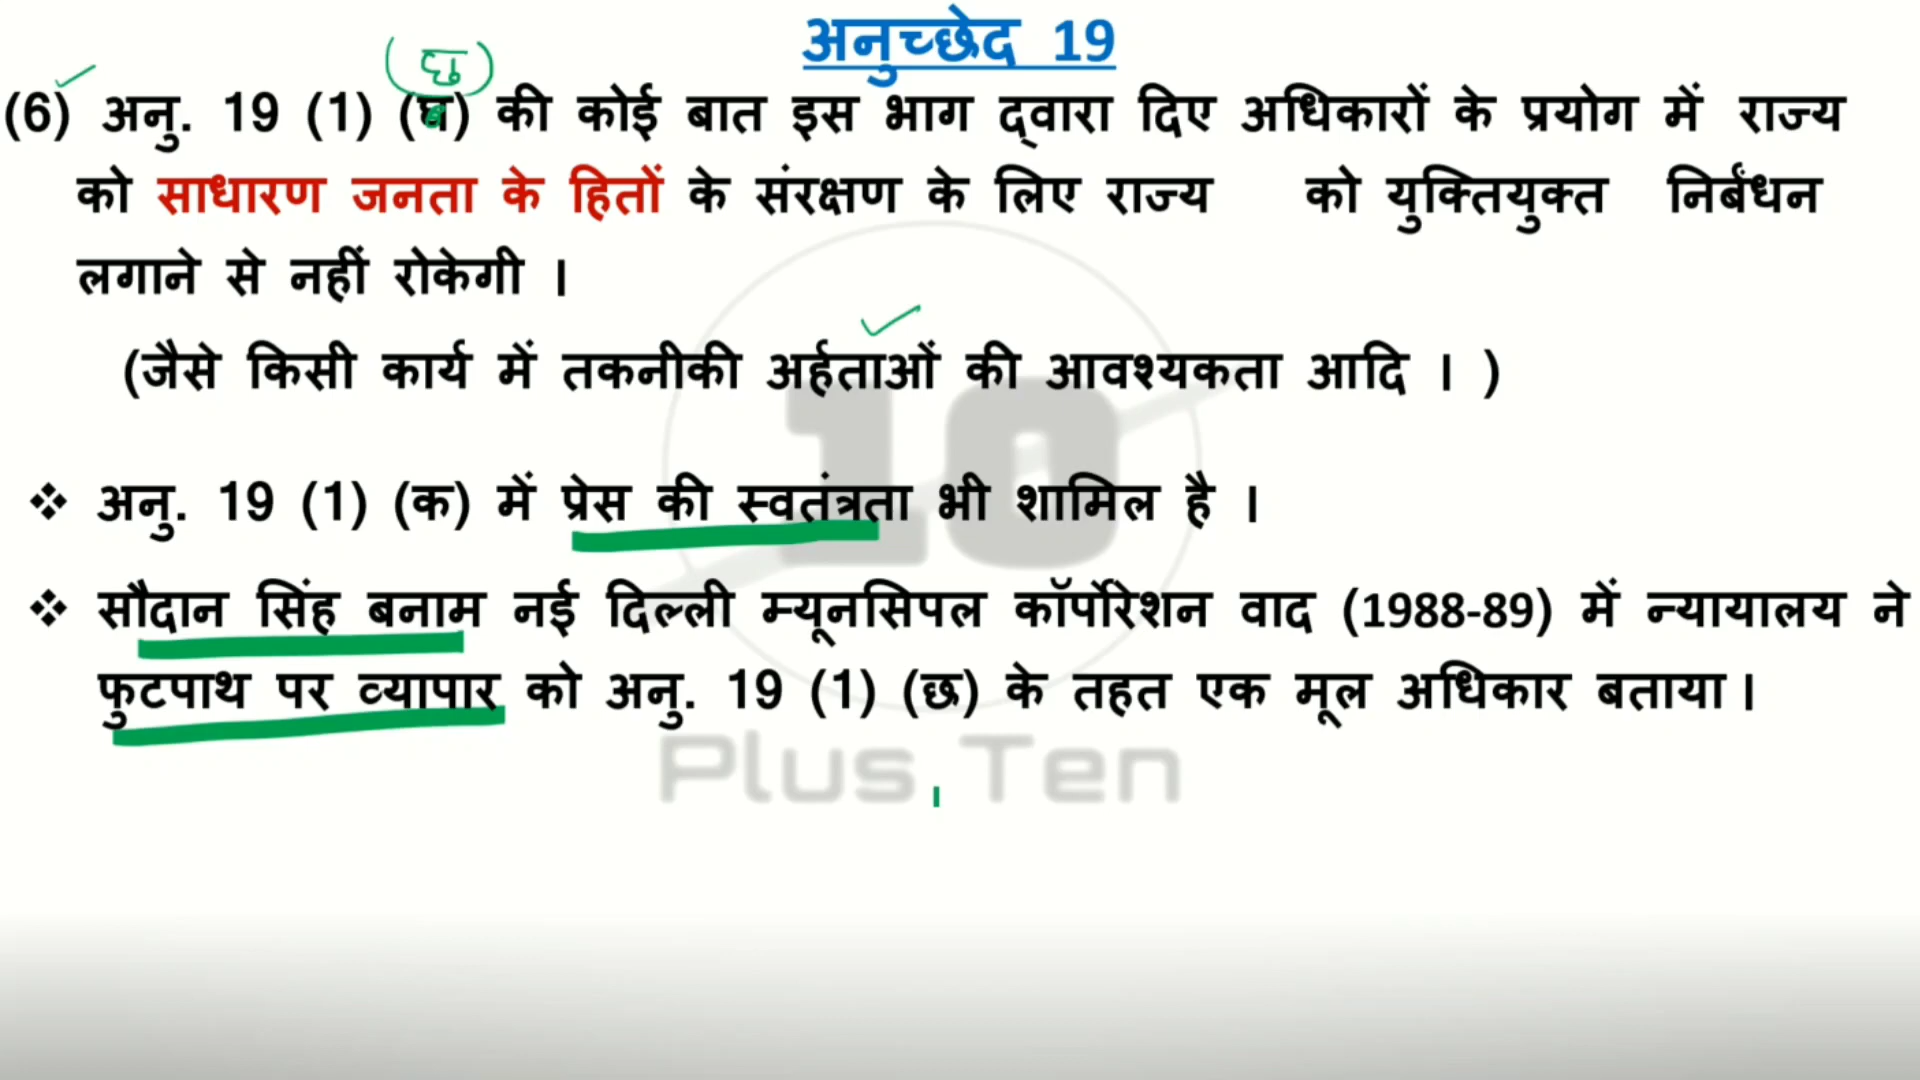 अनुच्छेद 19
(छ)
(6) अनु. 19 (1) (घ) की कोई बात इस भाग द्वारा दिए अधिकारों के प्रयोग में राज्य
को साधारण जनता के हितों के संरक्षण के लिए राज्य को युक्तियुक्त निर्बंधन
लगाने से नहीं रोकेगी ।
(जैसे किसी कार्य में तकनीकी अर्हताओं की आवश्यकता आदि । )
❖ अनु. 19 (1) (क) में प्रेस की स्वतंत्रता भी शामिल है ।
❖ सौदान सिंह बनाम नई दिल्ली म्यूनसिपल कॉर्पोरेशन वाद (1988-89) में न्यायालय ने
फुटपाथ पर व्यापार को अनु. 19 (1) (छ) के तहत एक मूल अधिकार बताया ।
10
Plus Ten